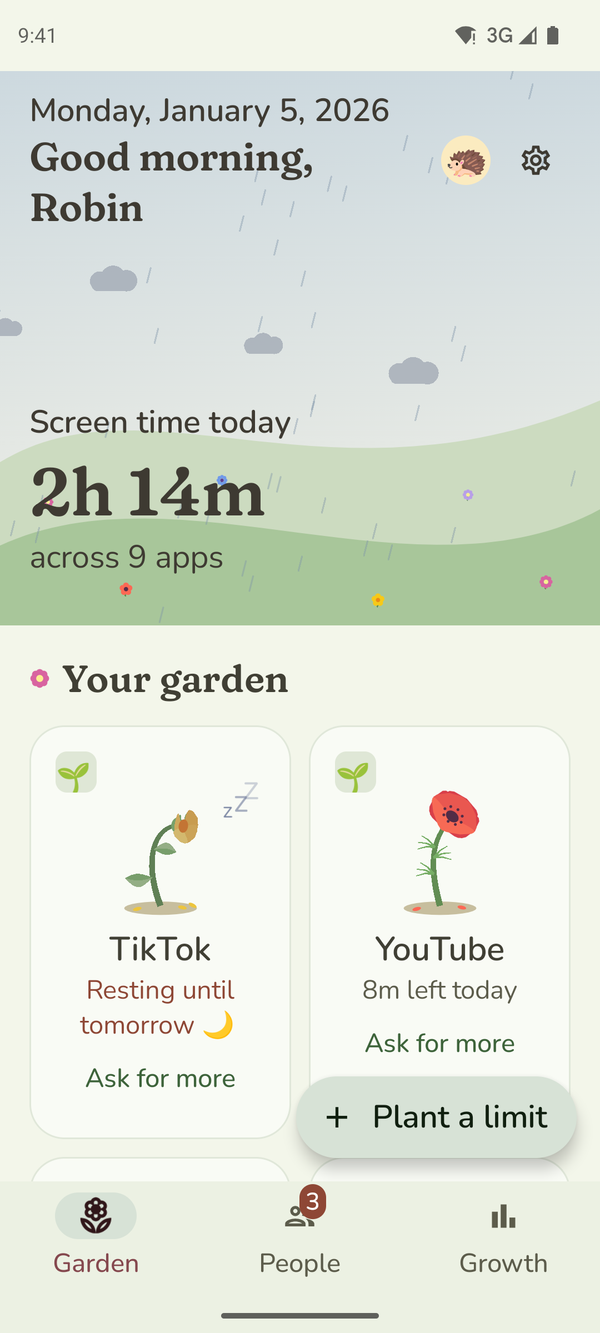 9:41
3G
Monday, January 5, 2026
Good morning,
Robin
Screen time today
2h 14m
across 9 apps
Your garden
z z z
TikTok
Resting until
tomorrow 🌙
Ask for more
YouTube
8m left today
Ask for more
+ Plant a limit
3
Garden
People
Growth